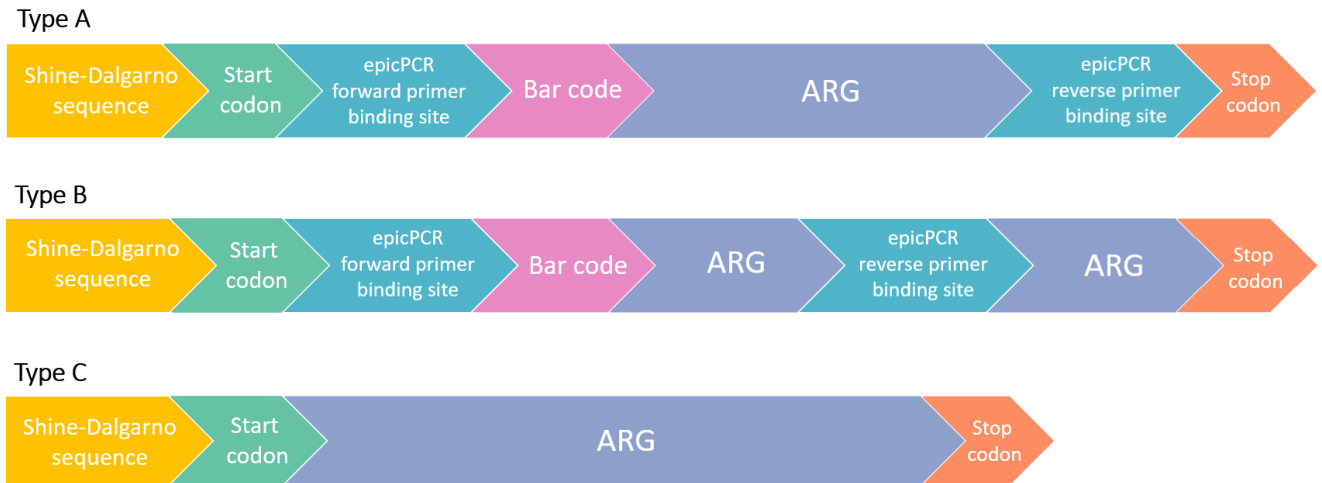 Type A
Shine-Dalgarno
sequence
Start
codon
epicPCR
forward primer
binding site
Bar code
ARG
epicPCR
reverse primer
binding site
Stop
codon
Type B
Shine-Dalgarno
sequence
Start
codon
epicPCR
forward primer
binding site
Bar code
ARG
epicPCR
reverse primer
binding site
ARG
Stop
codon
Type C
Shine-Dalgarno
sequence
Start
codon
ARG
Stop
codon